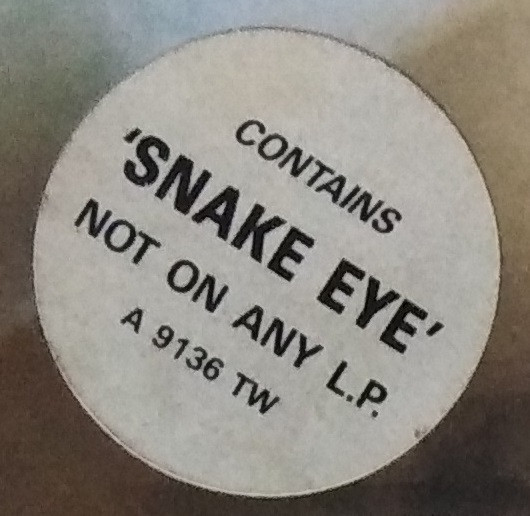 CONTAINS
'SNAKE EYE'
NOT ON ANY L.P.
A 9136 TW